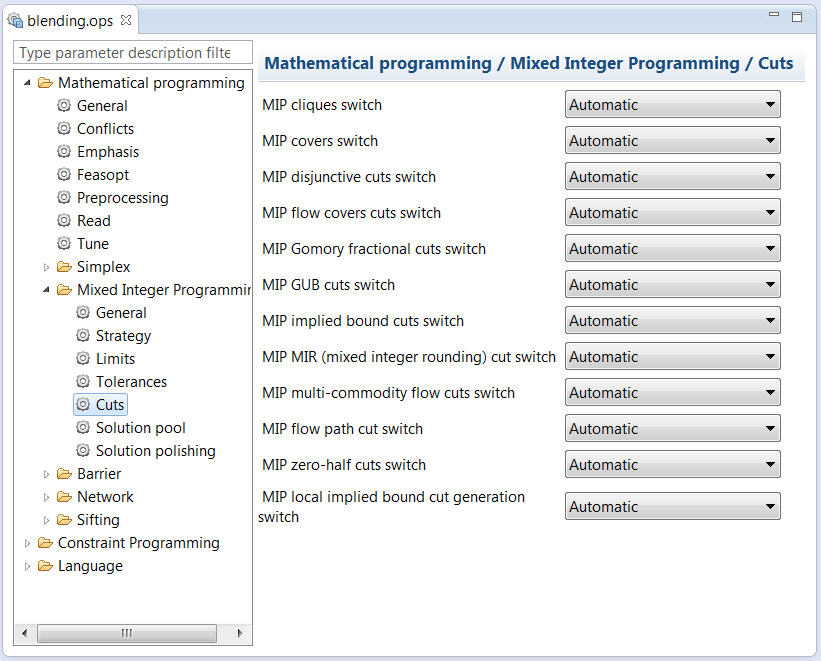 blending.ops
Type parameter description filte
Mathematical programming
General
Conflicts
Emphasis
Feasopt
Preprocessing
Read
Tune
Simplex
Mixed Integer Programmin
General
Strategy
Limits
Tolerances
Cuts
Solution pool
Solution polishing
Barrier
Network
Sifting
Constraint Programming
Language
Mathematical programming / Mixed Integer Programming / Cuts
MIP cliques switch Automatic
MIP covers switch Automatic
MIP disjunctive cuts switch Automatic
MIP flow covers cuts switch Automatic
MIP Gomory fractional cuts switch Automatic
MIP GUB cuts switch Automatic
MIP implied bound cuts switch Automatic
MIP MIR (mixed integer rounding) cut switch Automatic
MIP multi-commodity flow cuts switch Automatic
MIP flow path cut switch Automatic
MIP zero-half cuts switch Automatic
MIP local implied bound cut generation
switch Automatic